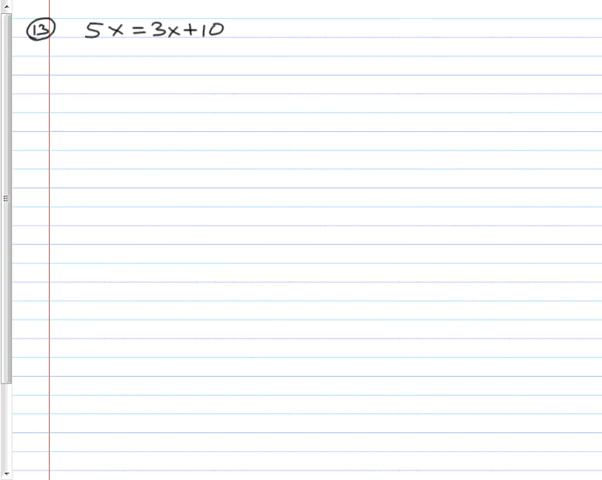 ⑬ 5x = 3x+10